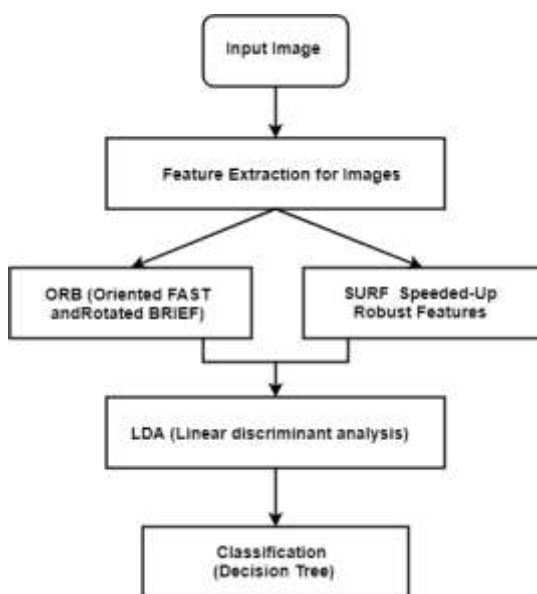 Input Image
Feature Extraction for Images
ORB (Oriented FAST
andRotated BRIEF)
SURF Speeded-Up
Robust Features
LDA (Linear discriminant analysis)
Classification
(Decision Tree)